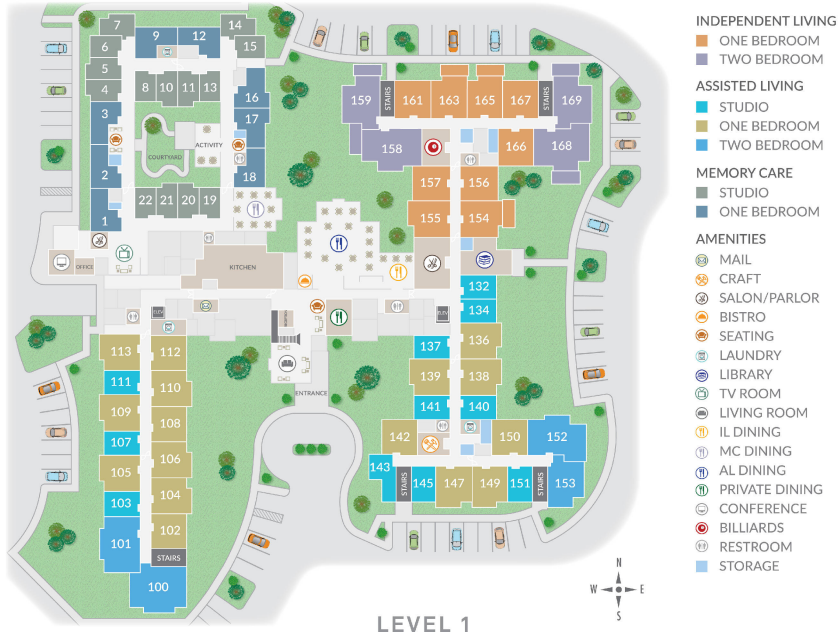 INDEPENDENT LIVING
ONE BEDROOM
TWO BEDROOM
ASSISTED LIVING
STUDIO
ONE BEDROOM
TWO BEDROOM
MEMORY CARE
STUDIO
ONE BEDROOM
AMENITIES
MAIL
CRAFT
SALON/PARLOR
BISTRO
SEATING
LAUNDRY
LIBRARY
TV ROOM
LIVING ROOM
IL DINING
MC DINING
AL DINING
PRIVATE DINING
CONFERENCE
BILLIARDS
RESTROOM
STORAGE
7
14
9
12
6
15
5
4
8
10
11
13
16
3
17
COURTYARD
ACTIVITY
2
18
22
21
20
19
1
OFFICE
KITCHEN
159
STAIRS
161
163
165
167
STAIRS
169
158
166
168
157
156
155
154
132
134
ELEV
ELEV
137
136
139
138
141
140
ENTRANCE
113
112
111
110
109
108
107
106
105
104
103
102
101
STAIRS
100
142
150
152
143
STAIRS
145
147
149
151
STAIRS
153
N
W
E
S
LEVEL 1